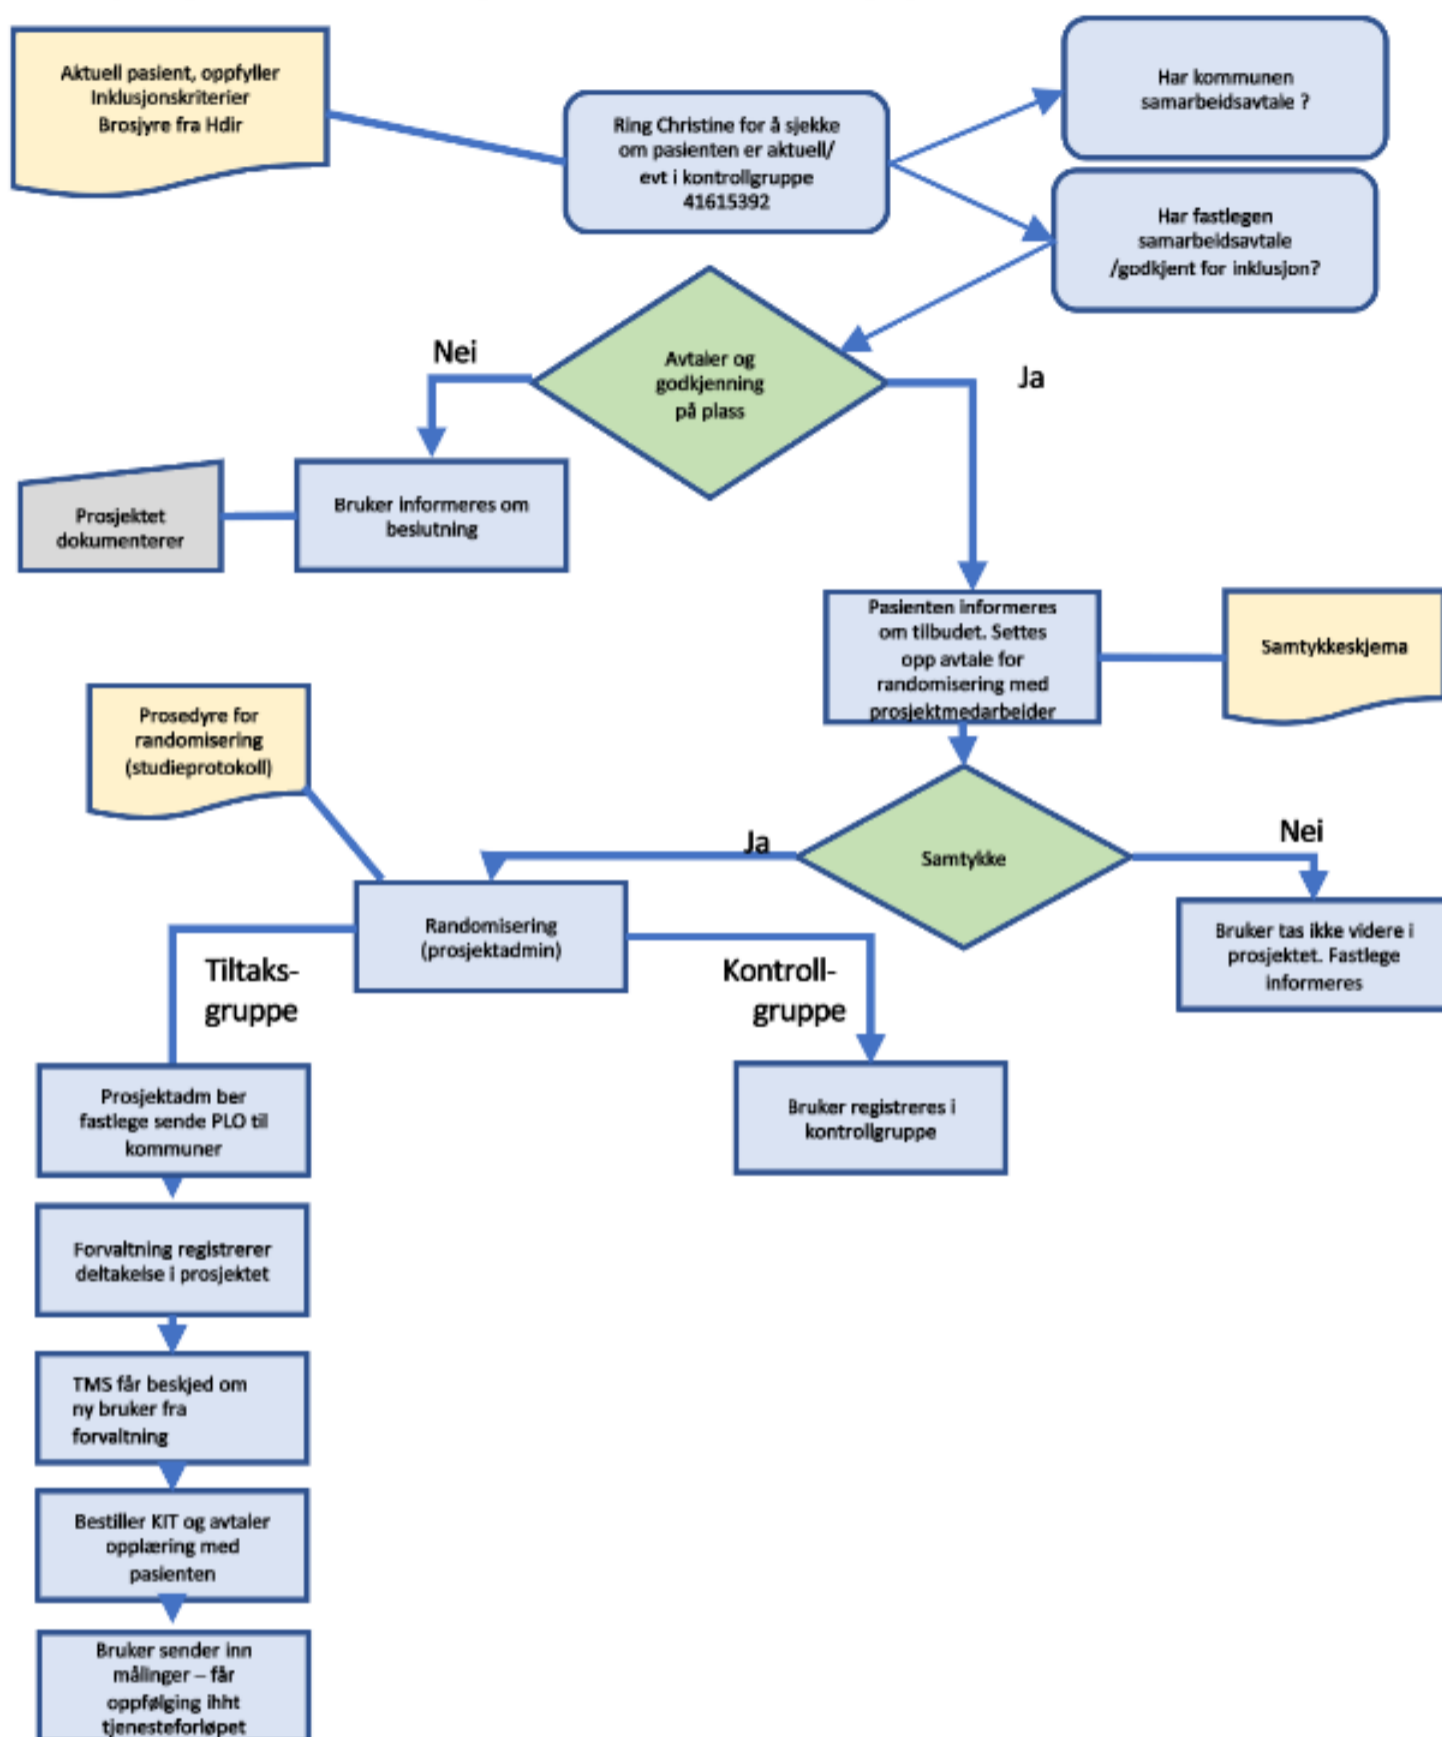 Aktuell pasient, oppfyller
Inklusjonskriterier
Brosjyre fra Hdir
Ring Christine for å sjekke
om pasienten er aktuell/
evt i kontrollgruppe
41615392
Har kommunen
samarbeidsavtale ?
Har fastlegen
samarbeidsavtale
/godkjent for inklusjon?
Avtaler og
godkjenning
på plass
Nei
Ja
Prosjektet
dokumenterer
Bruker informeres om
beslutning
Pasienten informeres
om tilbudet. Settes
opp avtale for
randomisering med
prosjektmedarbeider
Samtykkeskjema
Prosedyre for
randomisering
(studieprotokoll)
Samtykke
Ja
Nei
Randomisering
(prosjektadmin)
Bruker tas ikke videre i
prosjektet. Fastlege
informeres
Tiltaks-
gruppe
Kontroll-
gruppe
Prosjektadm ber
fastlege sende PLO til
kommuner
Bruker registreres i
kontrollgruppe
Forvaltning registrerer
deltakelse i prosjektet
TMS får beskjed om
ny bruker fra
forvaltning
Bestiller KIT og avtaler
opplæring med
pasienten
Bruker sender inn
målinger – får
oppfølging ihht
tjenesteforløpet